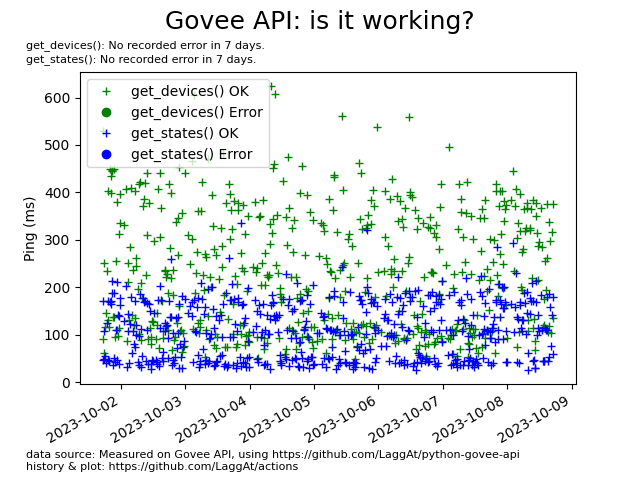 Govee API: is it working?
get_devices(): No recorded error in 7 days.
get_states(): No recorded error in 7 days.
get_devices() OK
get_devices() Error
get_states() OK
get_states() Error
Ping (ms)
600
500
400
300
200
100
0
2023-10-02
2023-10-03
2023-10-04
2023-10-05
2023-10-06
2023-10-07
2023-10-08
2023-10-09
data source: Measured on Govee API, using https://github.com/LaggAt/python-govee-api
history & plot: https://github.com/LaggAt/actions